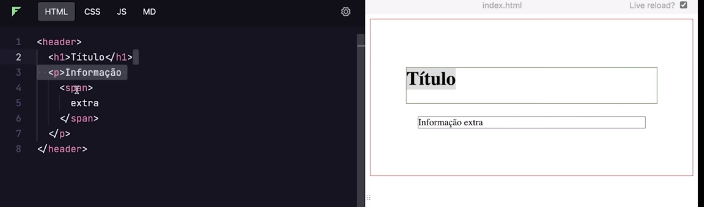 HTML CSS JS MD
index.html
Live reload?
1 <header>
2 <h1>Título</h1>
3 <p>Informação
4 <span>
5 extra
6 </span>
7 </p>
8 </header>
Título
Informação extra